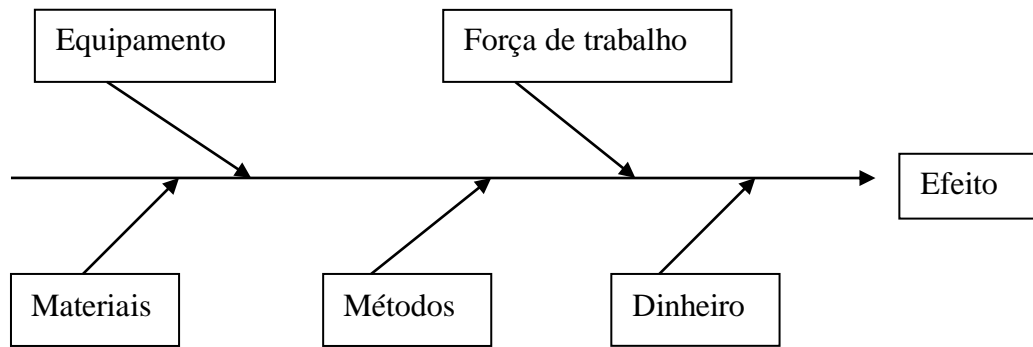 Equipamento
Força de trabalho
Efeito
Materiais
Métodos
Dinheiro